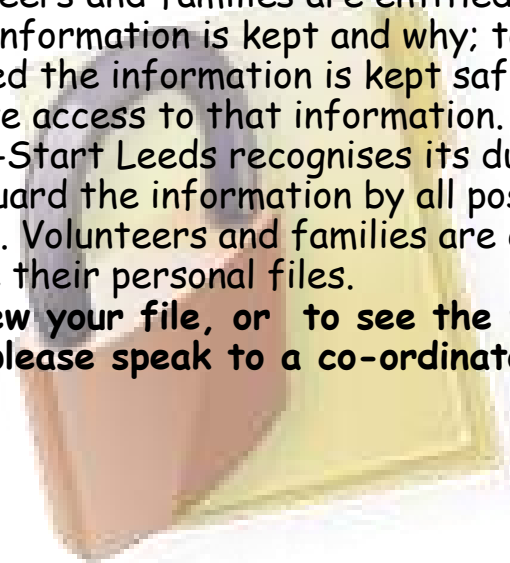 eers and families are entitled
information is kept and why; t
ed the information is kept saf
e access to that information.
-Start Leeds recognises its du
uard the information by all pos
. Volunteers and families are
their personal files.
ew your file, or to see the
please speak to a co-ordinat